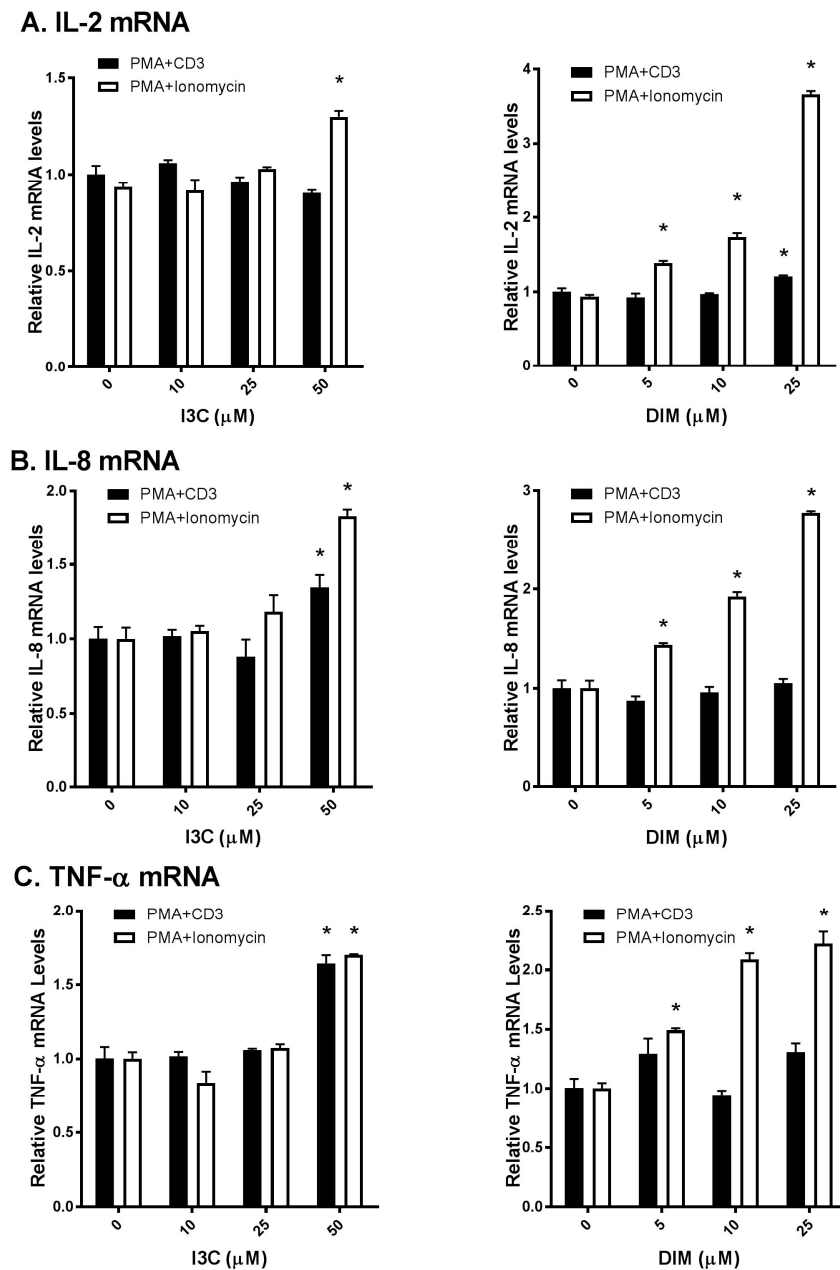 A. IL-2 mRNA
PMA+CD3
PMA+Ionomycin
Relative IL-2 mRNA levels
1.5
1.0
0.5
0.0
*
0 10 25 50
I3C (μM)
PMA+CD3
PMA+Ionomycin
Relative IL-2 mRNA levels
4
3
2
1
0
* * * *
0 5 10 25
DIM (μM)
B. IL-8 mRNA
PMA+CD3
PMA+Ionomycin
Relative IL-8 mRNA levels
2.0
1.5
1.0
0.5
0.0
* *
0 10 25 50
I3C (μM)
PMA+CD3
PMA+Ionomycin
Relative IL-8 mRNA levels
3
2
1
0
* * *
0 5 10 25
DIM (μM)
C. TNF-α mRNA
PMA+CD3
PMA+Ionomycin
Relative TNF-α mRNA Levels
2.0
1.5
1.0
0.5
0.0
* *
0 10 25 50
I3C (μM)
PMA+CD3
PMA+Ionomycin
Relative TNF-α mRNA Levels
2.5
2.0
1.5
1.0
0.5
0.0
* * *
0 5 10 25
DIM (μM)